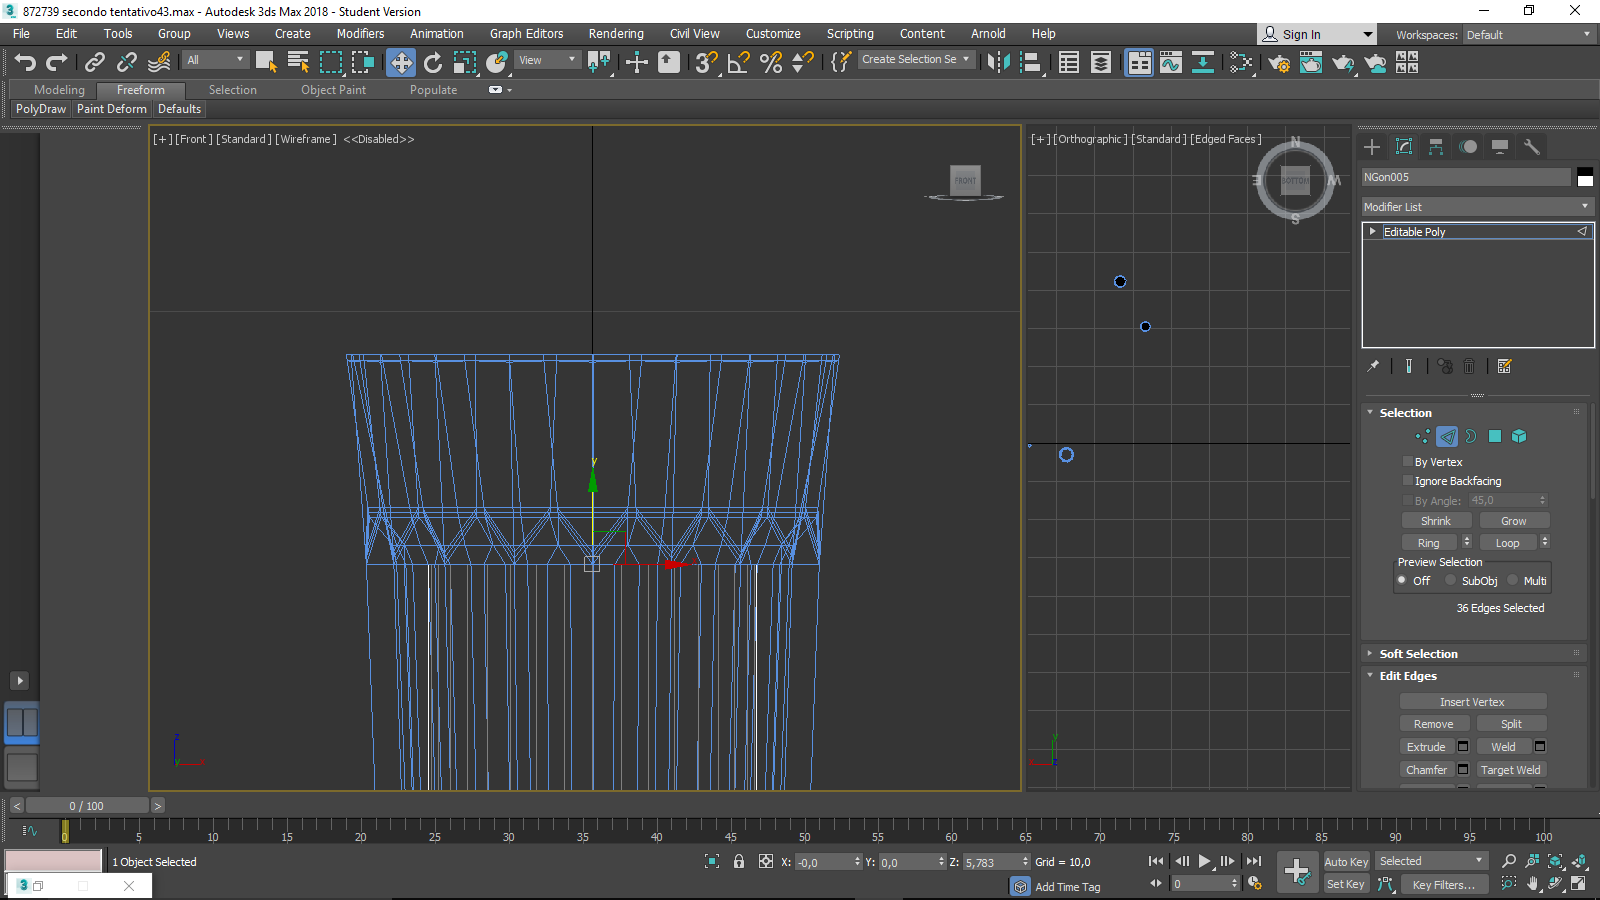 3 872739 secondo tentativo43.max - Autodesk 3ds Max 2018 - Student Version
File Edit Tools Group Views Create Modifiers Animation Graph Editors Rendering Civil View Customize Scripting Content Arnold Help Sign In Workspaces: Default
All View Create Selection Se
Modeling Freeform Selection Object Paint Populate
PolyDraw Paint Deform Defaults
[+] [Front] [Standard] [Wireframe] <<Disabled>>
[+] [Orthographic] [Standard] [Edged Faces]
FRONT
N
E BOTTOM W
S
NGon005
Modifier List
Editable Poly
Selection
By Vertex
Ignore Backfacing
By Angle: 45,0
Shrink Grow
Ring Loop
Preview Selection
Off SubObj Multi
36 Edges Selected
Soft Selection
Edit Edges
Insert Vertex
Remove Split
Extrude Weld
Chamfer Target Weld
y
z
y
< 0 / 100 >
0 5 10 15 20 25 30 35 40 45 50 55 60 65 70 75 80 85 90 95 100
1 Object Selected X: -0,0 Y: 0,0 Z: 5,783 Grid = 10,0 Auto Key Selected
3 Add Time Tag 0 Set Key Key Filters...